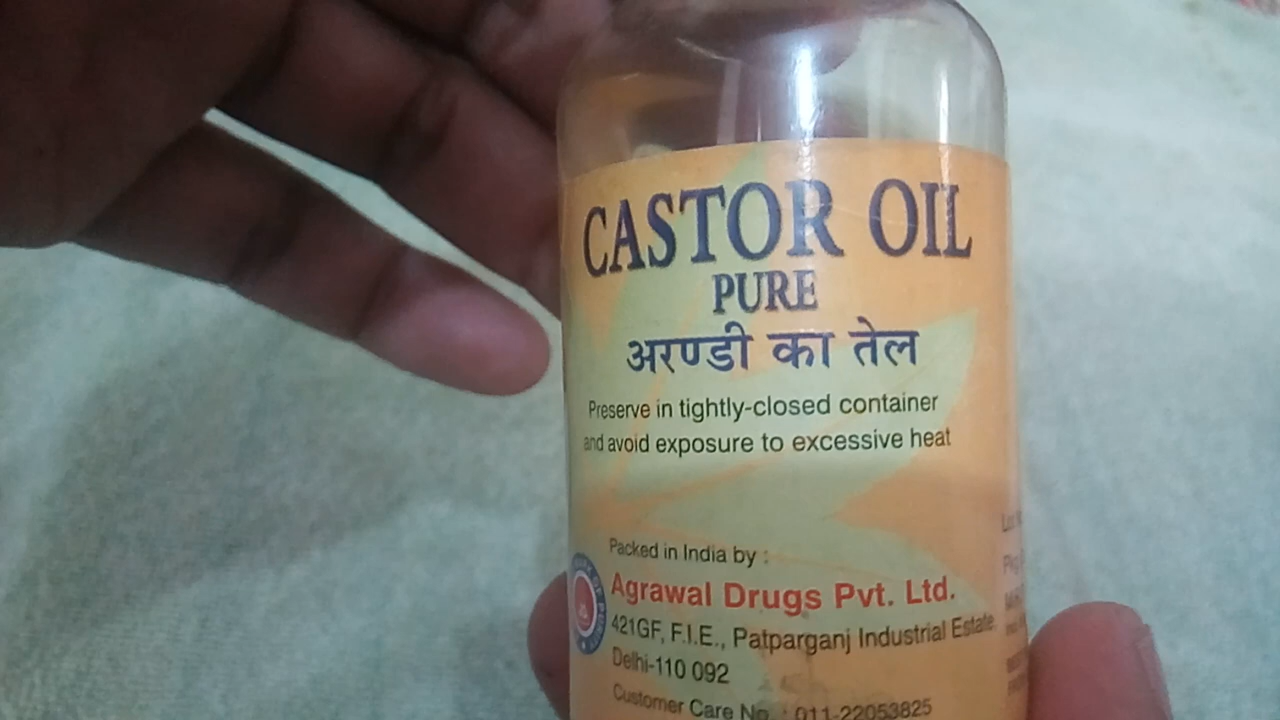 CASTOR OIL
PURE
अरण्डी का तेल
Preserve in tightly-closed container
and avoid exposure to excessive heat
Packed in India by :
Agrawal Drugs Pvt. Ltd.
421GF, F.I.E., Patparganj Industrial Estate,
Delhi-110 092
Customer Care No. : 011-22053825